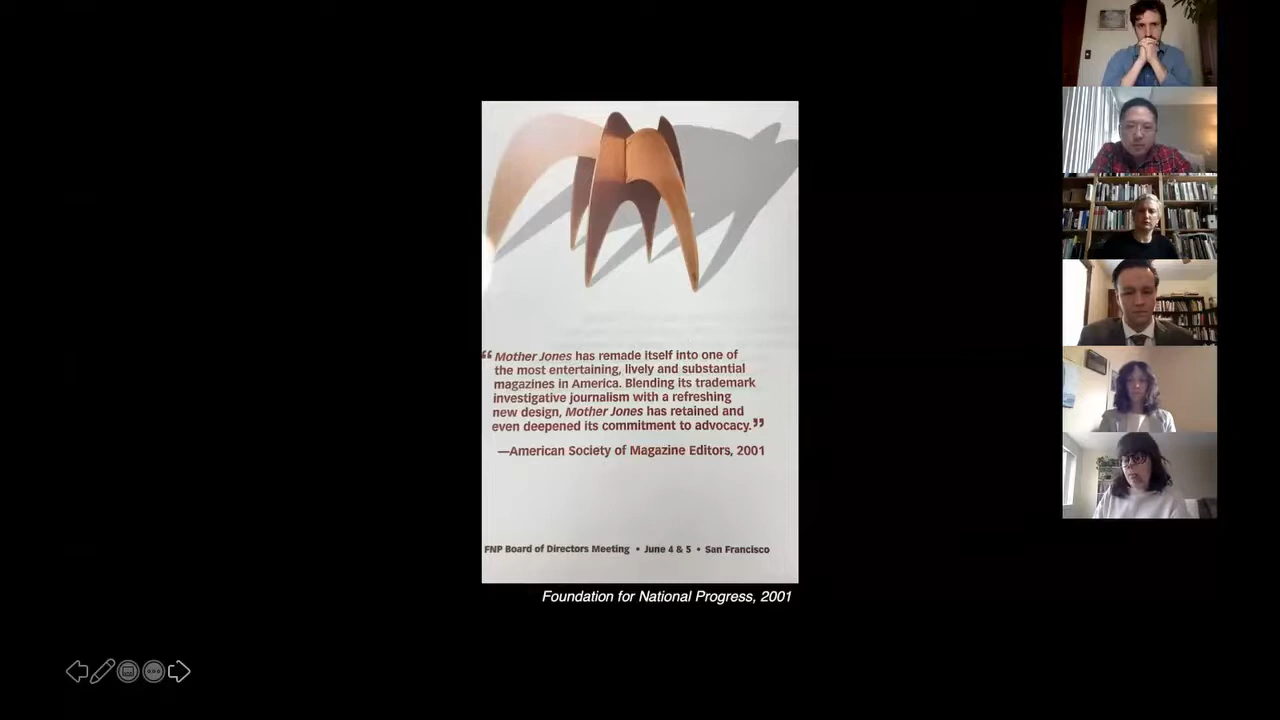 “ Mother Jones has remade itself into one of
the most entertaining, lively and substantial
magazines in America. Blending its trademark
investigative journalism with a refreshing
new design, Mother Jones has retained and
even deepened its commitment to advocacy.”
—American Society of Magazine Editors, 2001
FNP Board of Directors Meeting • June 4 & 5 • San Francisco
Foundation for National Progress, 2001